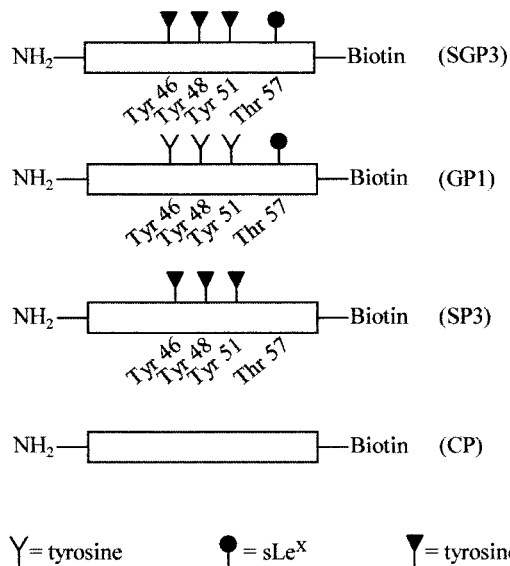 NH₂ Biotin (SGP3)
Tyr 46 Tyr 48 Tyr 51 Thr 57
NH₂ Biotin (GP1)
Tyr 46 Tyr 48 Tyr 51 Thr 57
NH₂ Biotin (SP3)
Tyr 46 Tyr 48 Tyr 51 Thr 57
NH₂ Biotin (CP)
= tyrosine = sLeˣ = tyrosine